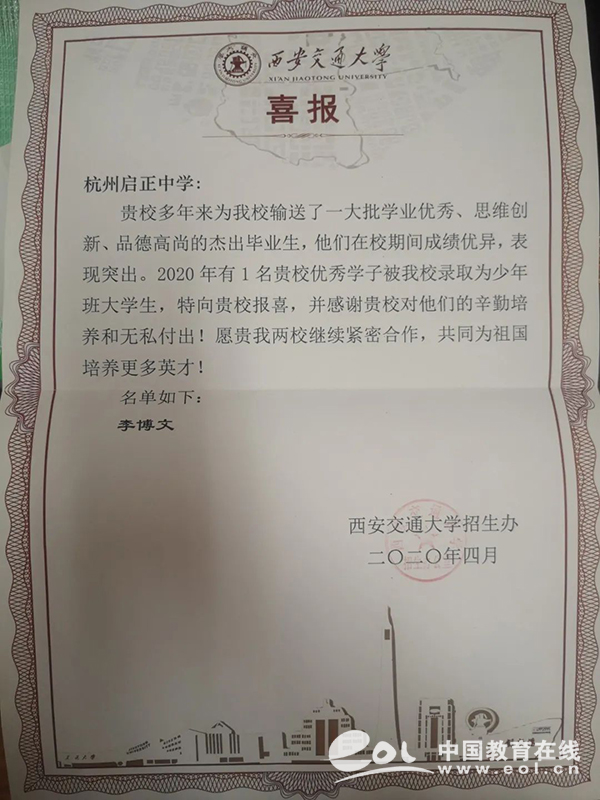 西安交通大学
XI'AN JIAOTONG UNIVERSITY
喜报
杭州启正中学:
贵校多年来为我校输送了一大批学业优秀、思维创
新、品德高尚的杰出毕业生，他们在校期间成绩优异，表
现突出。2020年有1名贵校优秀学子被我校录取为少年
班大学生，特向贵校报喜，并感谢贵校对他们的辛勤培
养和无私付出！愿贵我两校继续紧密合作，共同为祖国
培养更多英才！
名单如下：
李博文
西安交通大学招生办
二〇二〇年四月
eol 中国教育在线
www.eol.cn